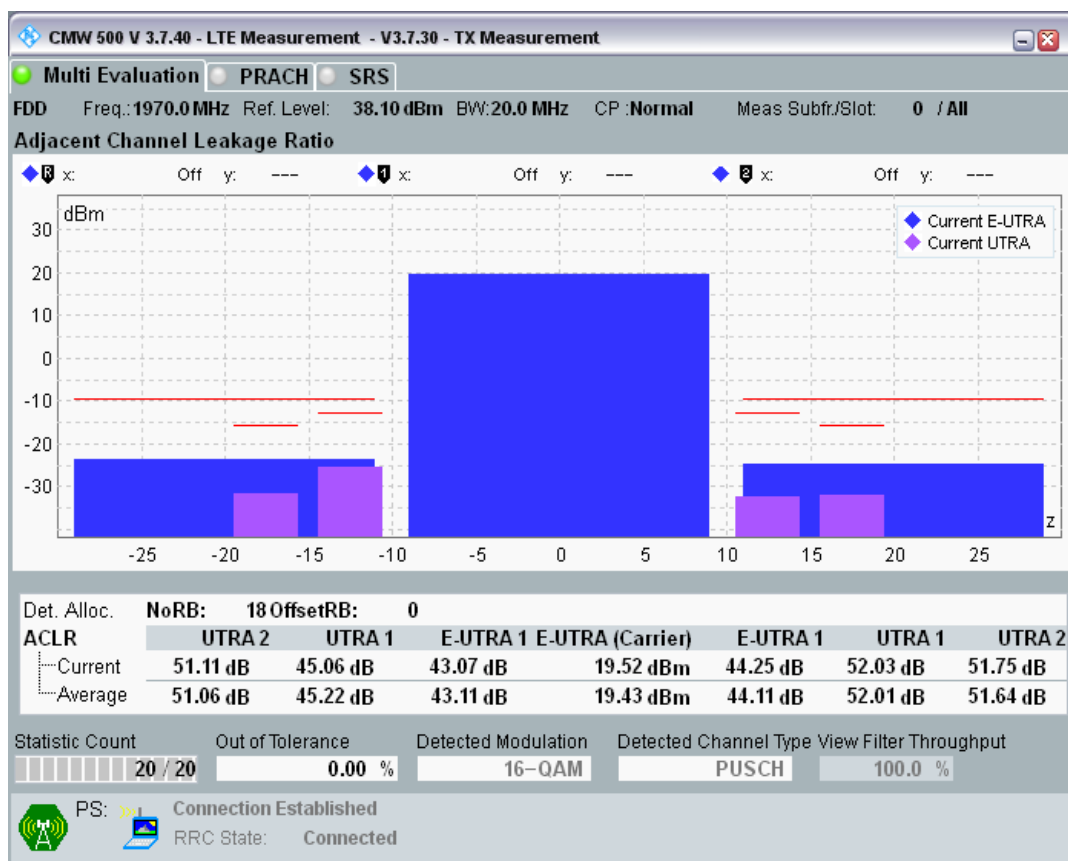 CMW 500 V 3.7.40 - LTE Measurement - V3.7.30 - TX Measurement
Multi Evaluation PRACH SRS
FDD Freq.: 1970.0 MHz Ref. Level: 38.10 dBm BW: 20.0 MHz CP : Normal Meas Subfr./Slot: 0 / All
Adjacent Channel Leakage Ratio
R x: Off y: --- 1 x: Off y: --- 2 x: Off y: ---
dBm
Current E-UTRA
Current UTRA
30
20
10
0
-10
-20
-30
z
-25 -20 -15 -10 -5 0 5 10 15 20 25
Det. Alloc. NoRB: 18 OffsetRB: 0
ACLR UTRA 2 UTRA 1 E-UTRA 1 E-UTRA (Carrier) E-UTRA 1 UTRA 1 UTRA 2
Current 51.11 dB 45.06 dB 43.07 dB 19.52 dBm 44.25 dB 52.03 dB 51.75 dB
Average 51.06 dB 45.22 dB 43.11 dB 19.43 dBm 44.11 dB 52.01 dB 51.64 dB
Statistic Count Out of Tolerance Detected Modulation Detected Channel Type View Filter Throughput
20 / 20 0.00 % 16-QAM PUSCH 100.0 %
PS: Connection Established
RRC State: Connected